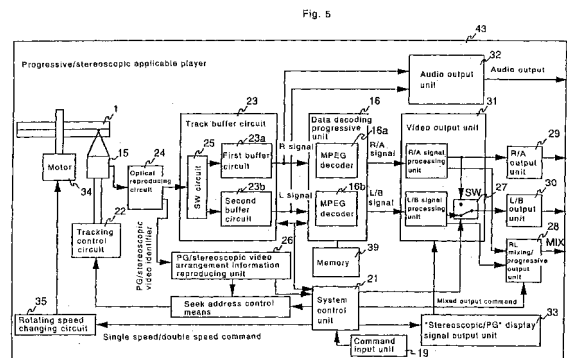 Fig. 5
43
Progressive/stereoscopic applicable player
32
Audio output unit
Audio output
1
Track buffer circuit
23
23a
25
SW circuit
First buffer circuit
Second buffer circuit
23b
R signal
L signal
Data decoding progressive unit
16
16a
MPEG decoder
MPEG decoder
16b
R/A signal
L/B signal
Video output unit
31
R/A signal processing unit
L/B signal processing unit
SW
27
R/A output unit
29
L/B output unit
30
RL mixing/progressive output unit
28
MIX
15
24
Optical reproducing circuit
Motor
34
22
Tracking control circuit
PG/stereoscopic video identifier
26
PG/stereoscopic video arrangement information reproducing unit
Memory
39
21
System control unit
Seek address control means
Mixed output command
35
Rotating speed changing circuit
Single speed/double speed command
"Stereoscopic/PG" display signal output unit
33
Command input unit
19